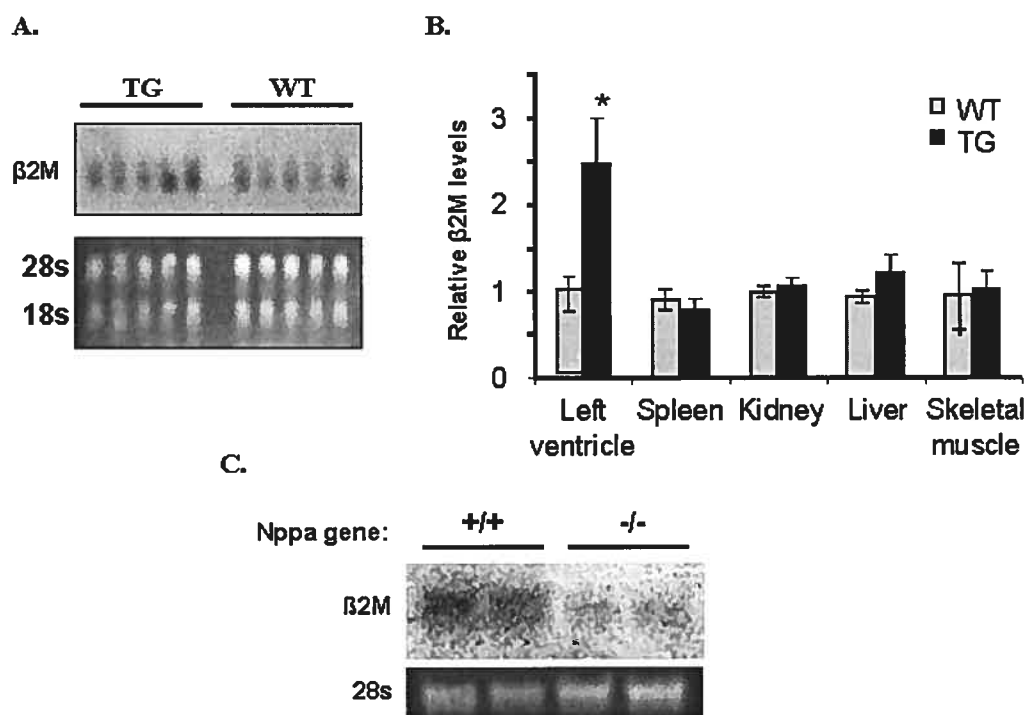 A.
TG WT
β2M
28s
18s
B.
Relative β2M levels
3
2
1
0
*
WT
TG
Left ventricle
Spleen
Kidney
Liver
Skeletal muscle
C.
Nppa gene: +/+ -/-
β2M
28s